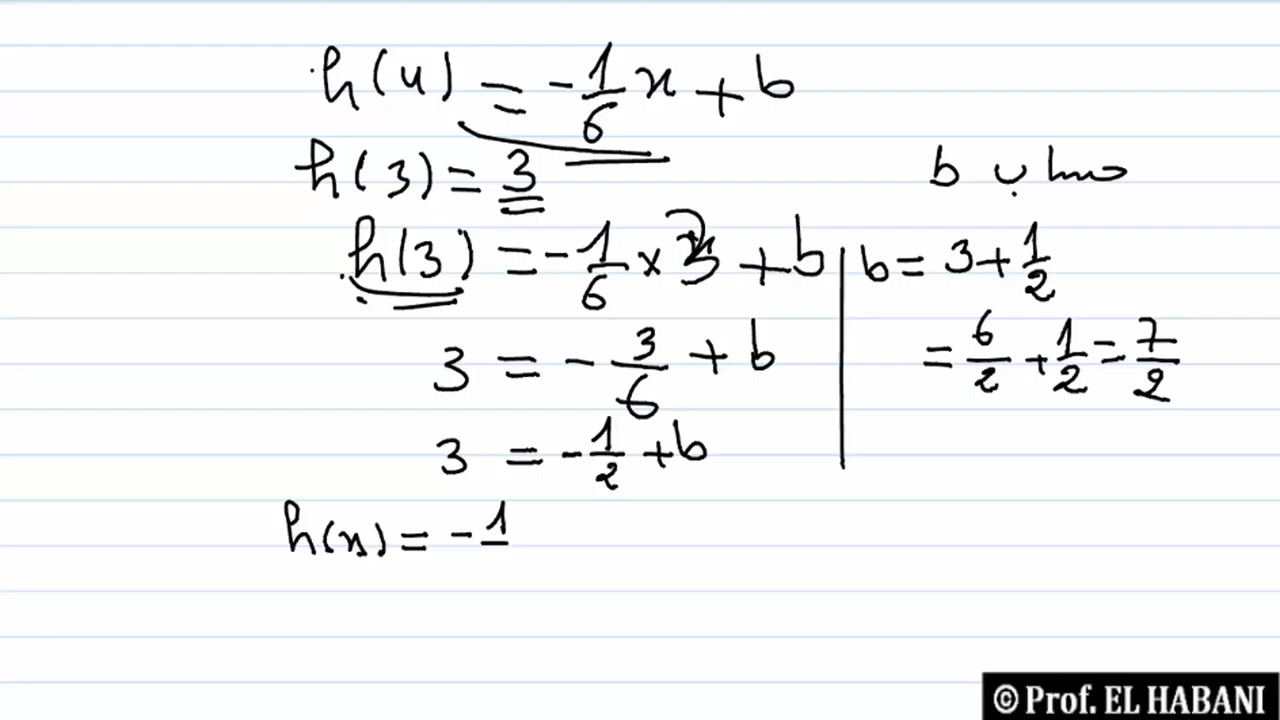 h(x) = -1/6 x + b
h(3) = 3
حساب b
h(3) = -1/6 × 3 + b
3 = -3/6 + b
3 = -1/2 + b
b = 3 + 1/2
= 6/2 + 1/2 = 7/2
h(x) = -1
© Prof. EL HABANI